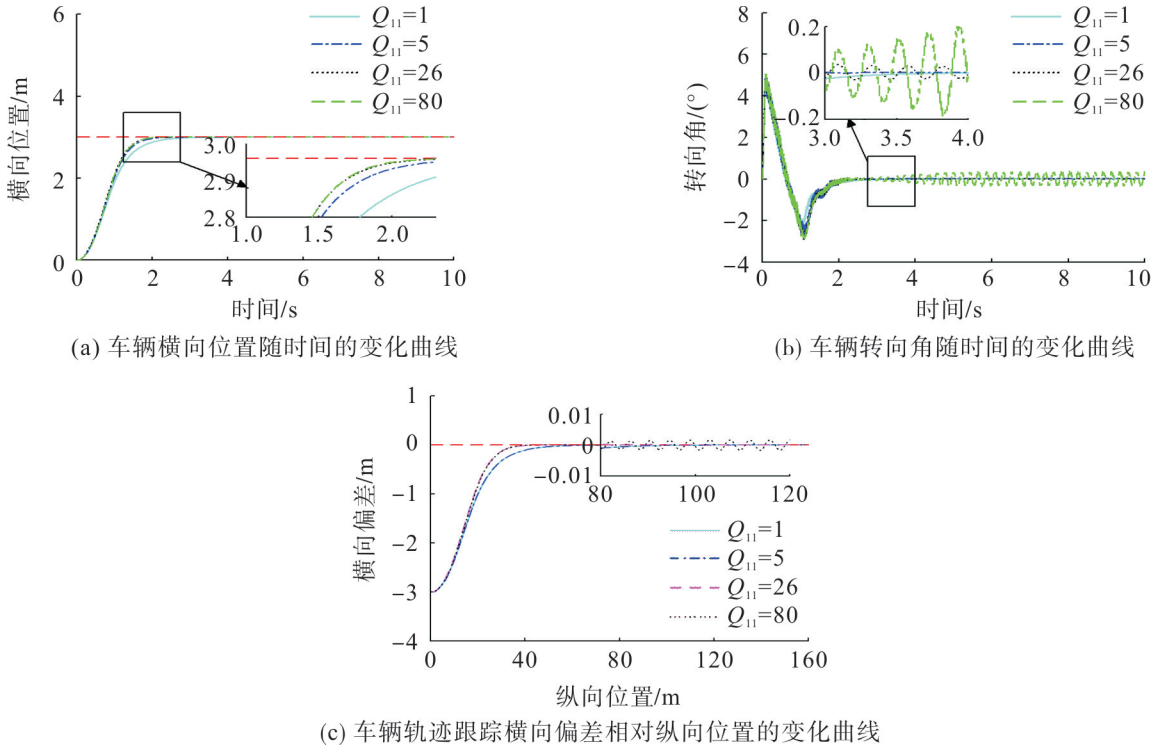 6
4
2
0
横向位置/m
Q₁₁=1
Q₁₁=5
Q₁₁=26
Q₁₁=80
3.0
2.9
2.8
1.0 1.5 2.0
0 2 4 6 8 10
时间/s
(a) 车辆横向位置随时间的变化曲线
8
6
4
2
0
−2
−4
转向角/(°)
0.2
0
−0.2
3.0 3.5 4.0
Q₁₁=1
Q₁₁=5
Q₁₁=26
Q₁₁=80
0 2 4 6 8 10
时间/s
(b) 车辆转向角随时间的变化曲线
1
0
−1
−2
−3
−4
横向偏差/m
0.01
0
−0.01
80 100 120
Q₁₁=1
Q₁₁=5
Q₁₁=26
Q₁₁=80
0 40 80 120 160
纵向位置/m
(c) 车辆轨迹跟踪横向偏差相对纵向位置的变化曲线